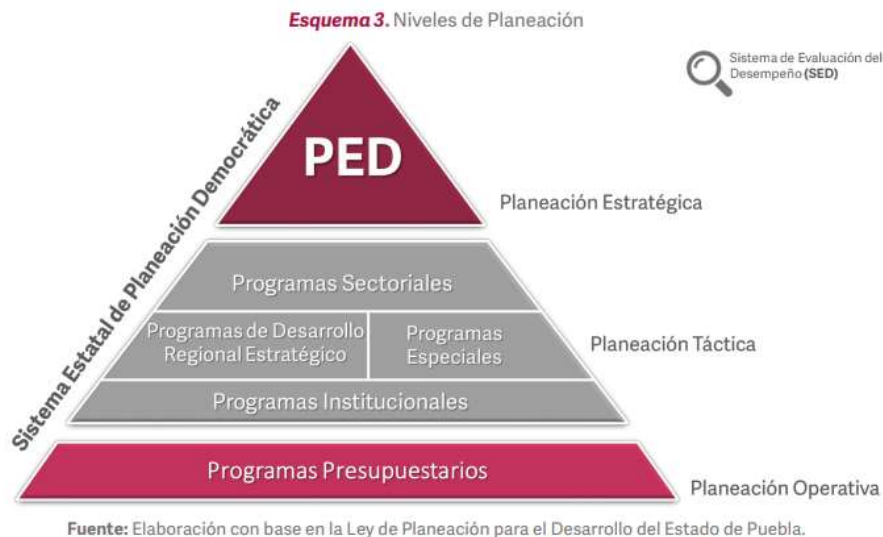 Esquema 3. Niveles de Planeación
Sistema de Evaluación del
Desempeño (SED)
Sistema Estatal de Planeación Democrática
PED
Planeación Estratégica
Programas Sectoriales
Programas de Desarrollo
Regional Estratégico
Programas
Especiales
Planeación Táctica
Programas Institucionales
Programas Presupuestarios
Planeación Operativa
Fuente: Elaboración con base en la Ley de Planeación para el Desarrollo del Estado de Puebla.